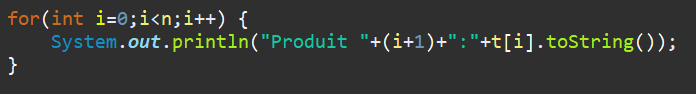 for(int i=0;i<n;i++) {
    System.out.println("Produit "+(i+1)+":"+t[i].toString());
}